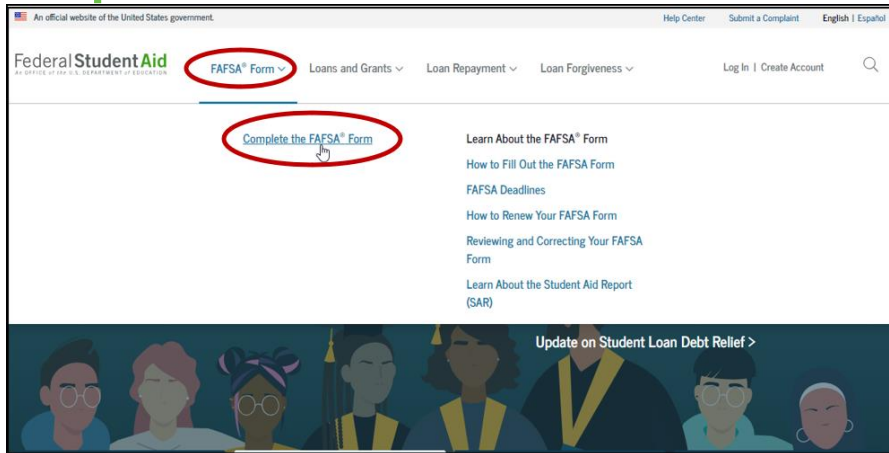 An official website of the United States government.
Help Center Submit a Complaint English | Español
Federal Student Aid
An OFFICE of the U.S. DEPARTMENT of EDUCATION
FAFSA® Form Loans and Grants Loan Repayment Loan Forgiveness
Log In | Create Account
Complete the FAFSA® Form
Learn About the FAFSA® Form
How to Fill Out the FAFSA Form
FAFSA Deadlines
How to Renew Your FAFSA Form
Reviewing and Correcting Your FAFSA
Form
Learn About the Student Aid Report
(SAR)
Update on Student Loan Debt Relief >